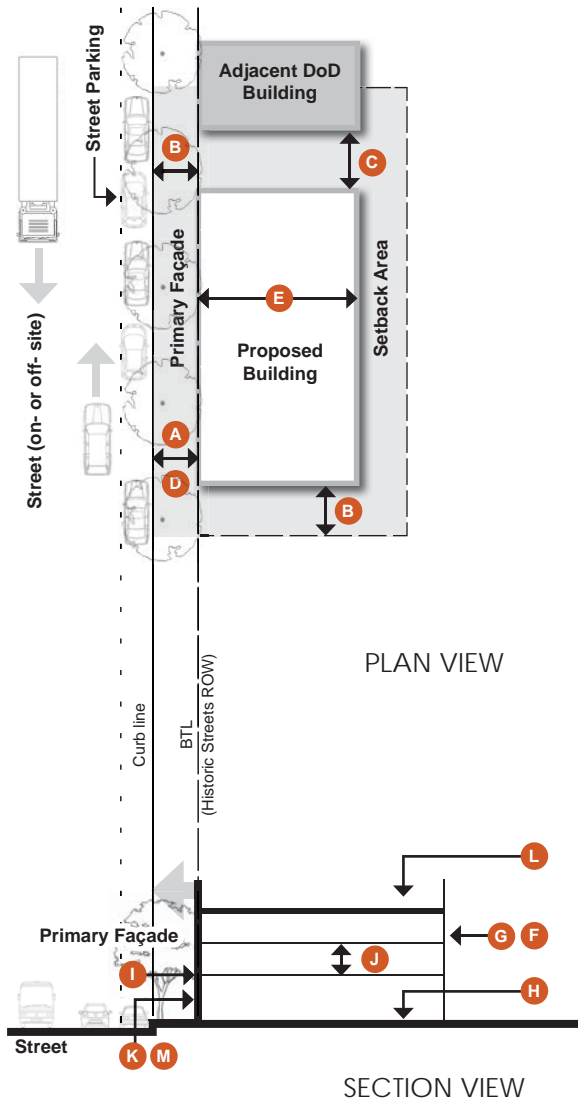 Adjacent DoD
Building
Street Parking
B
C
Primary Façade
E
Setback Area
Proposed
Building
Street (on- or off- site)
A
D
B
PLAN VIEW
Curb line
BTL
(Historic Streets ROW)
L
Primary Façade
G F
J
I
H
K M
Street
SECTION VIEW